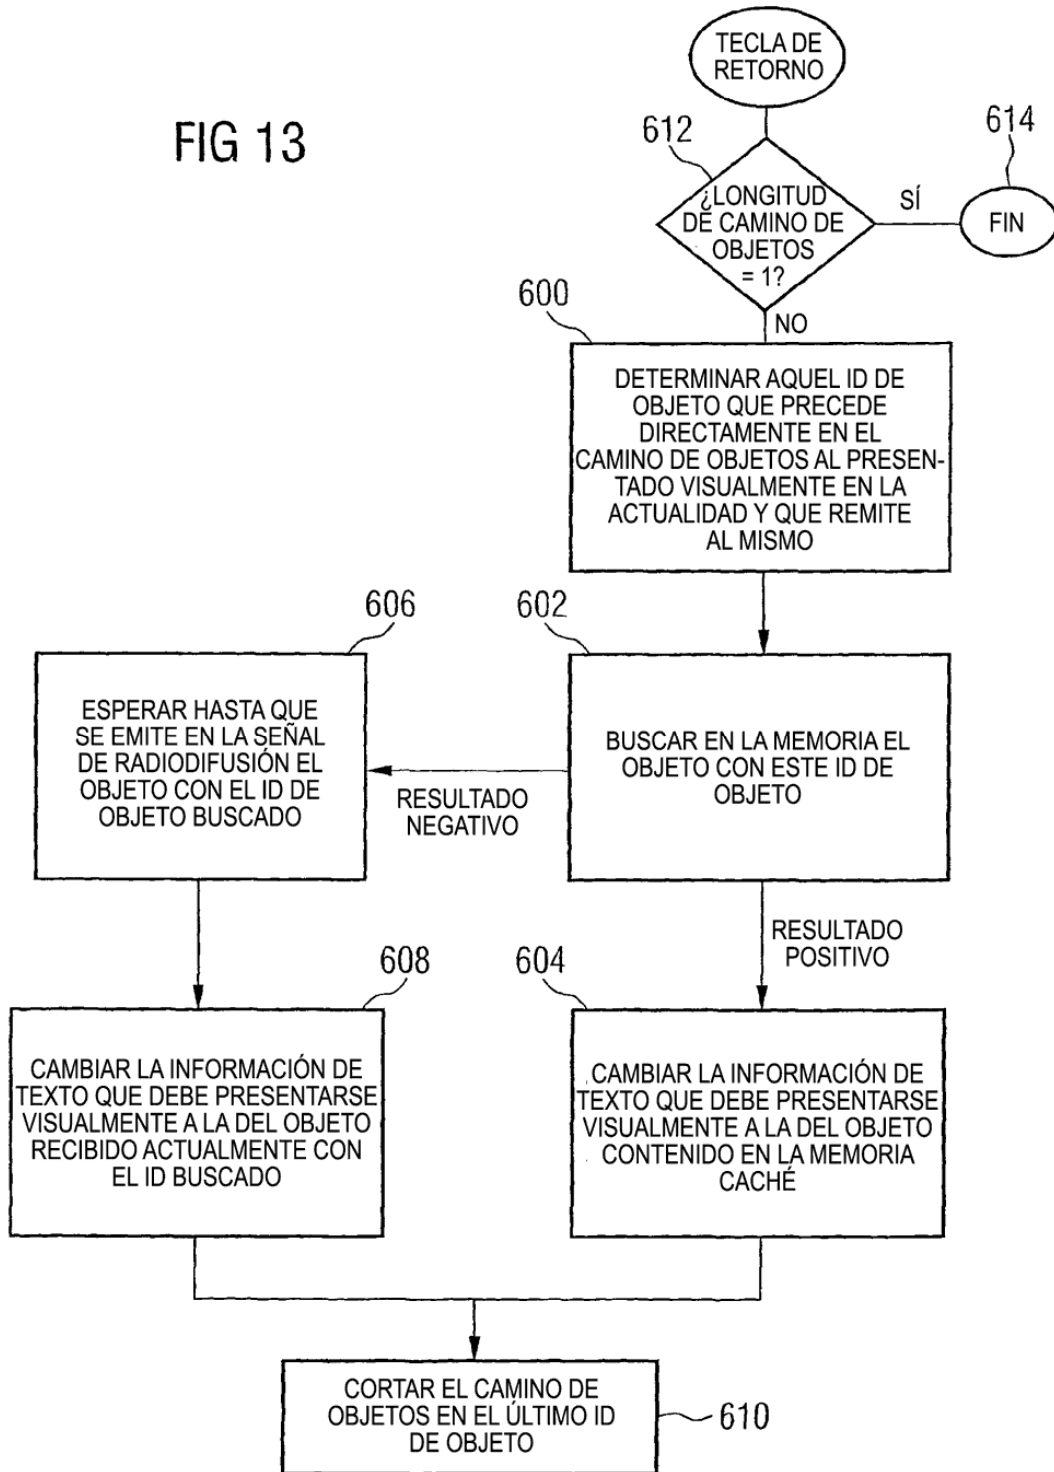 FIG 13
TECLA DE
RETORNO
612
614
¿LONGITUD
DE CAMINO DE
OBJETOS
= 1?
SÍ
FIN
NO
600
DETERMINAR AQUEL ID DE
OBJETO QUE PRECEDE
DIRECTAMENTE EN EL
CAMINO DE OBJETOS AL PRESEN-
TADO VISUALMENTE EN LA
ACTUALIDAD Y QUE REMITE
AL MISMO
602
BUSCAR EN LA MEMORIA EL
OBJETO CON ESTE ID DE
OBJETO
RESULTADO
NEGATIVO
606
ESPERAR HASTA QUE
SE EMITE EN LA SEÑAL
DE RADIODIFUSIÓN EL
OBJETO CON EL ID DE
OBJETO BUSCADO
RESULTADO
POSITIVO
608
CAMBIAR LA INFORMACIÓN DE
TEXTO QUE DEBE PRESENTARSE
VISUALMENTE A LA DEL OBJETO
RECIBIDO ACTUALMENTE CON
EL ID BUSCADO
604
CAMBIAR LA INFORMACIÓN DE
TEXTO QUE DEBE PRESENTARSE
VISUALMENTE A LA DEL OBJETO
CONTENIDO EN LA MEMORIA
CACHÉ
CORTAR EL CAMINO DE
OBJETOS EN EL ÚLTIMO ID
DE OBJETO
610